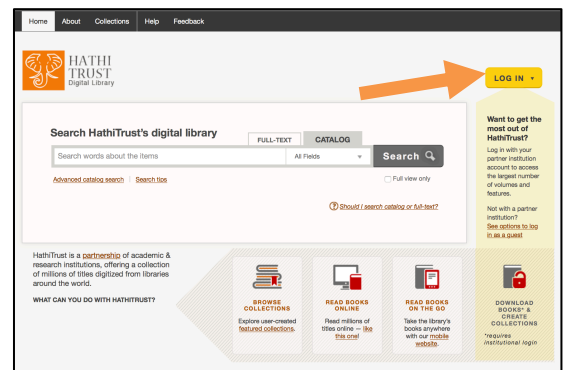 Home About Collections Help Feedback
HATHI
TRUST
Digital Library
LOG IN ▼
Want to get the
most out of
HathiTrust?
Log in with your
partner institution
account to access
the largest number
of volumes and
features.
Not with a partner
institution?
See options to log
in as a guest
Search HathiTrust's digital library
FULL-TEXT CATALOG
Search words about the items All Fields ▼ Search
Advanced catalog search | Search tips Full view only
? Should I search catalog or full-text?
HathiTrust is a partnership of academic &
research institutions, offering a collection
of millions of titles digitized from libraries
around the world.
WHAT CAN YOU DO WITH HATHITRUST?
BROWSE
COLLECTIONS
Explore user-created
featured collections.
READ BOOKS
ONLINE
Read millions of
titles online — like
this one!
READ BOOKS
ON THE GO
Take the library's
books anywhere
with our mobile
website.
DOWNLOAD
BOOKS* &
CREATE
COLLECTIONS
*requires
institutional login